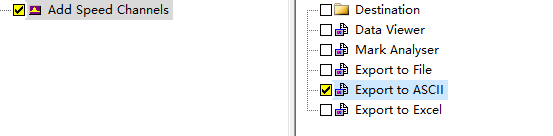 Add Speed Channels
Destination
Data Viewer
Mark Analyser
Export to File
Export to ASCII
Export to Excel